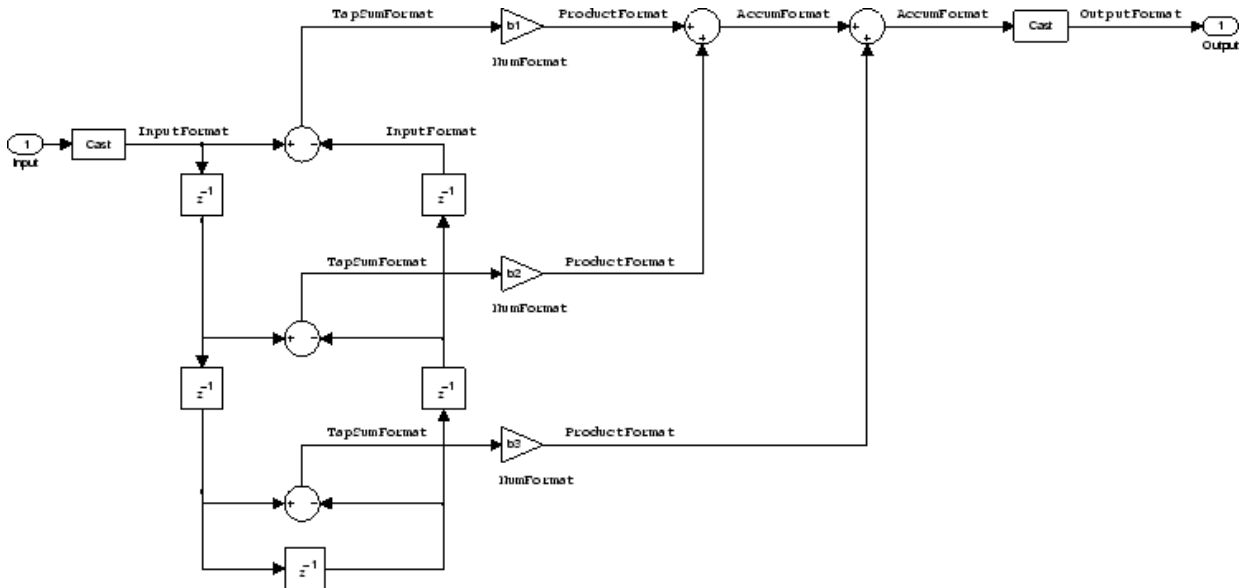 TapSumFormat
b1
ProductFormat
AccumFormat
AccumFormat
Cast
OutputFormat
1
Output
NumFormat
+
+
+
+
1
Input
Cast
InputFormat
+
−
InputFormat
z⁻¹
z⁻¹
TapSumFormat
b2
ProductFormat
NumFormat
+
−
z⁻¹
z⁻¹
TapSumFormat
b3
ProductFormat
NumFormat
+
−
z⁻¹